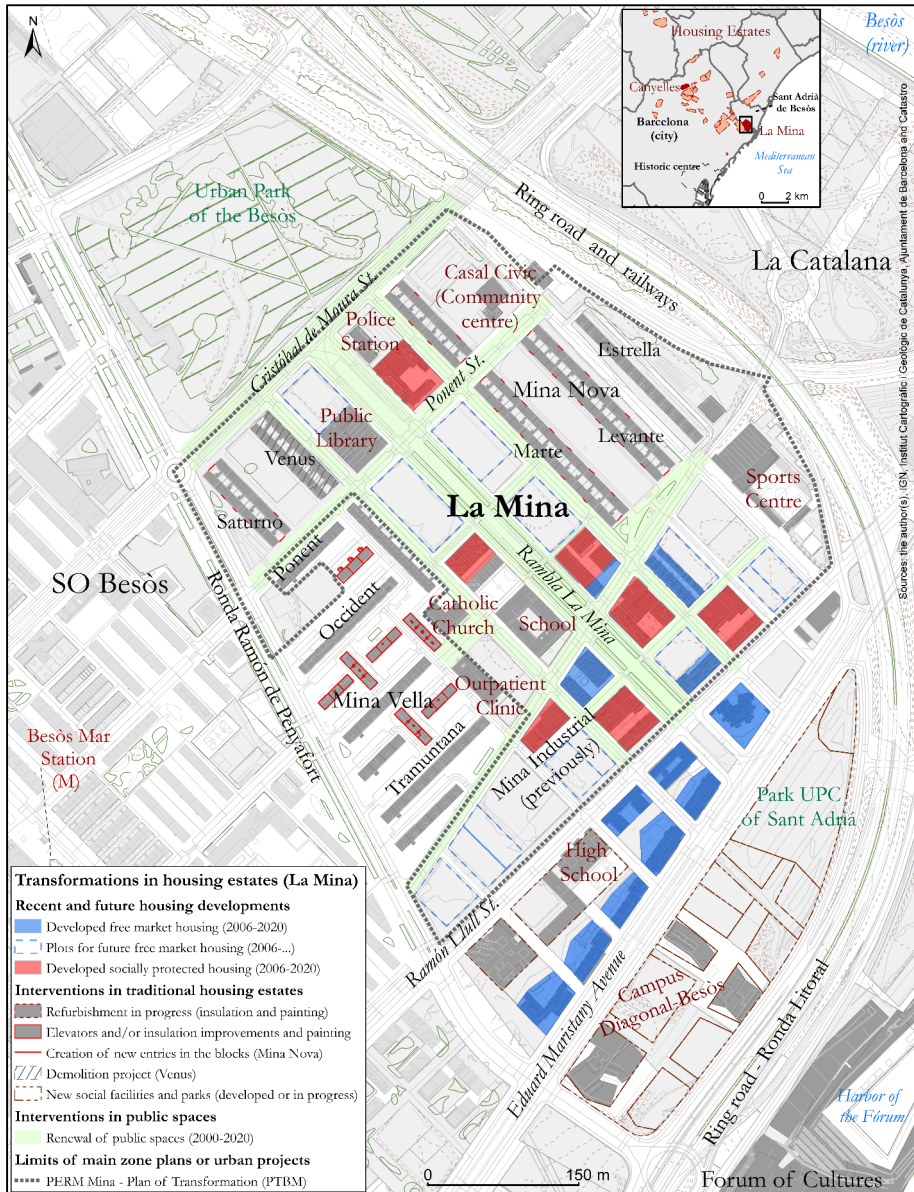 N
Besòs
(river)
Housing Estates
Canyelles
Sant Adrià
de Besòs
Barcelona
(city)
La Mina
Mediterranean
Sea
Historic centre
0 2 km
Urban Park
of the Besòs
Ring road and railways
La Catalana
Sources: the author(s), IGN, Institut Cartogràfic i Geològic de Catalunya, Ajuntament de Barcelona and Catastro
Cristóbal de Moura St.
Casal Civic
(Community
centre)
Police
Station
Ponent St.
Estrella
Mina Nova
Public
Library
Levante
Venus
Marte
Sports
Centre
Saturno
La Mina
Rambla La Mina
SO Besòs
Ponent
Occident
Catholic
Church
School
Ronda Ramón de Penyafort
Mina Vella
Outpatient
Clinic
Tramuntana
Mina Industrial
(previously)
Besòs Mar
Station
(M)
Park UPC
of Sant Adrià
High
School
Ramón Llull St.
Campus
Diagonal-Besòs
Eduard Maristany Avenue
Ring road - Ronda Litoral
Harbor
of the Fórum
Forum of Cultures
0 150 m
Transformations in housing estates (La Mina)
Recent and future housing developments
Developed free market housing (2006-2020)
Plots for future free market housing (2006-...)
Developed socially protected housing (2006-2020)
Interventions in traditional housing estates
Refurbishment in progress (insulation and painting)
Elevators and/or insulation improvements and painting
Creation of new entries in the blocks (Mina Nova)
Demolition project (Venus)
New social facilities and parks (developed or in progress)
Interventions in public spaces
Renewal of public spaces (2000-2020)
Limits of main zone plans or urban projects
PERM Mina - Plan of Transformation (PTBM)